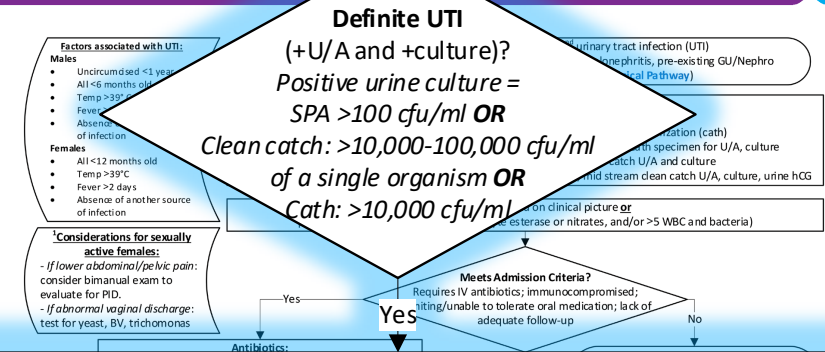 Definite UTI
(+U/A and +culture)?
Positive urine culture =
SPA >100 cfu/ml OR
Clean catch: >10,000-100,000 cfu/ml
of a single organism OR
Cath: >10,000 cfu/ml
Yes
Factors associated with UTI:
Males
• Uncircumcised <1 year
• All <6 months old
• Temp >39°
• Fever
• Absence
of infection
Females
• All <12 months old
• Temp >39°C
• Fever >2 days
• Absence of another source
of infection
1Considerations for sexually
active females:
- If lower abdominal/pelvic pain:
consider bimanual exam to
evaluate for PID.
- If abnormal vaginal discharge:
test for yeast, BV, trichomonas
urinary tract infection (UTI)
pre-existing GU/Nephro
Pathway)
(cath)
specimen for U/A, culture
U/A and culture
mid stream clean catch U/A, culture, urine hCG
on clinical picture or
esterase or nitrates, and/or >5 WBC and bacteria)
Meets Admission Criteria?
Requires IV antibiotics; immunocompromised;
unable to tolerate oral medication; lack of
adequate follow-up
Yes
No
Antibiotics: